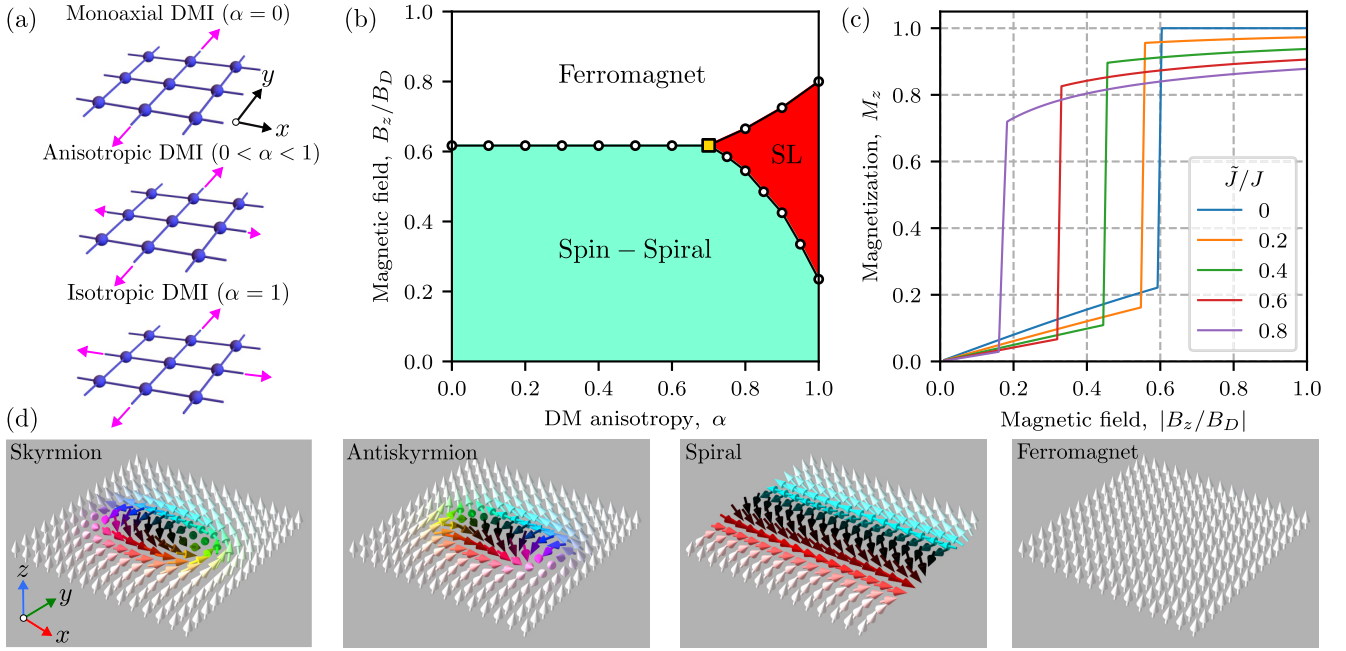 (a)
Monoaxial DMI (α = 0)
y
x
Anisotropic DMI (0 < α < 1)
Isotropic DMI (α = 1)
(b)
1.0
0.8
0.6
0.4
0.2
0.0
Magnetic field, B_z/B_D
Ferromagnet
SL
Spin − Spiral
0.0 0.2 0.4 0.6 0.8 1.0
DM anisotropy, α
(c)
1.0
0.8
0.6
0.4
0.2
0.0
Magnetization, M_z
J̃/J
0
0.2
0.4
0.6
0.8
0.0 0.2 0.4 0.6 0.8 1.0
Magnetic field, |B_z/B_D|
(d)
Skyrmion
z
y
x
Antiskyrmion
Spiral
Ferromagnet